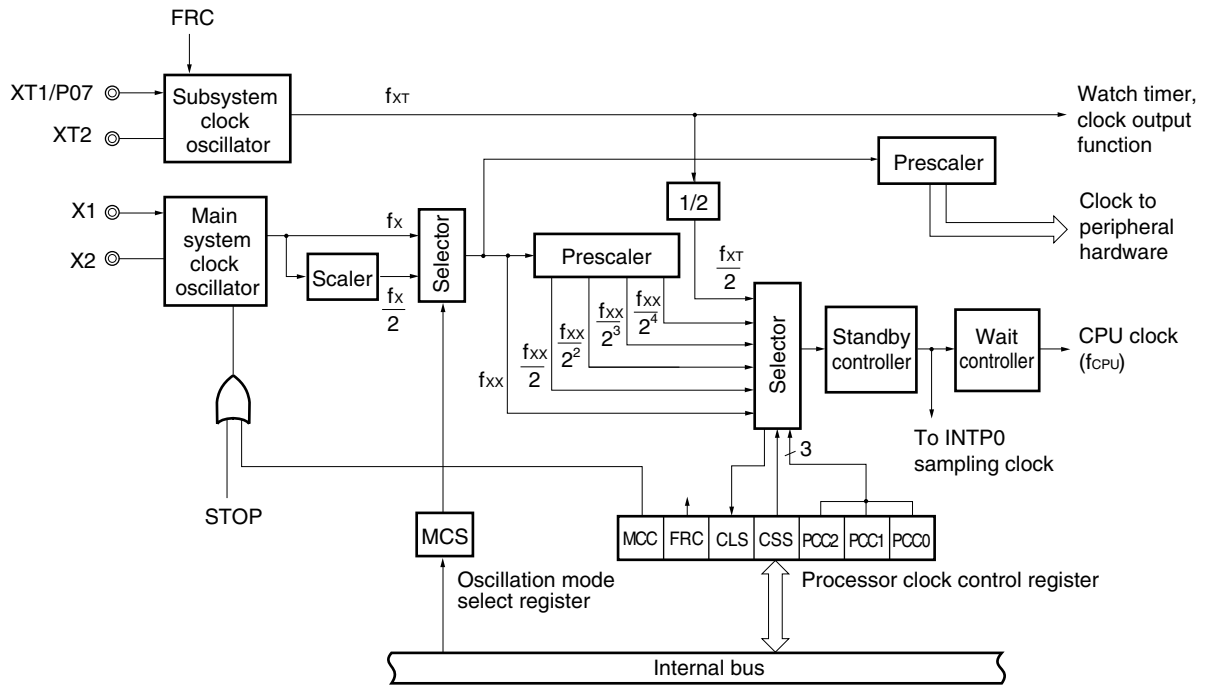 FRC
XT1/P07
XT2
Subsystem
clock
oscillator
fXT
Watch timer,
clock output
function
Prescaler
Clock to
peripheral
hardware
1/2
X1
X2
Main
system
clock
oscillator
fX
Scaler
fX
2
Selector
Prescaler
fXT
2
fXX
2^4
fXX
2^3
fXX
2^2
fXX
2
fXX
Selector
Standby
controller
Wait
controller
CPU clock
(fCPU)
To INTP0
sampling clock
3
STOP
MCS
MCC FRC CLS CSS PCC2 PCC1 PCC0
Oscillation mode
select register
Processor clock control register
Internal bus